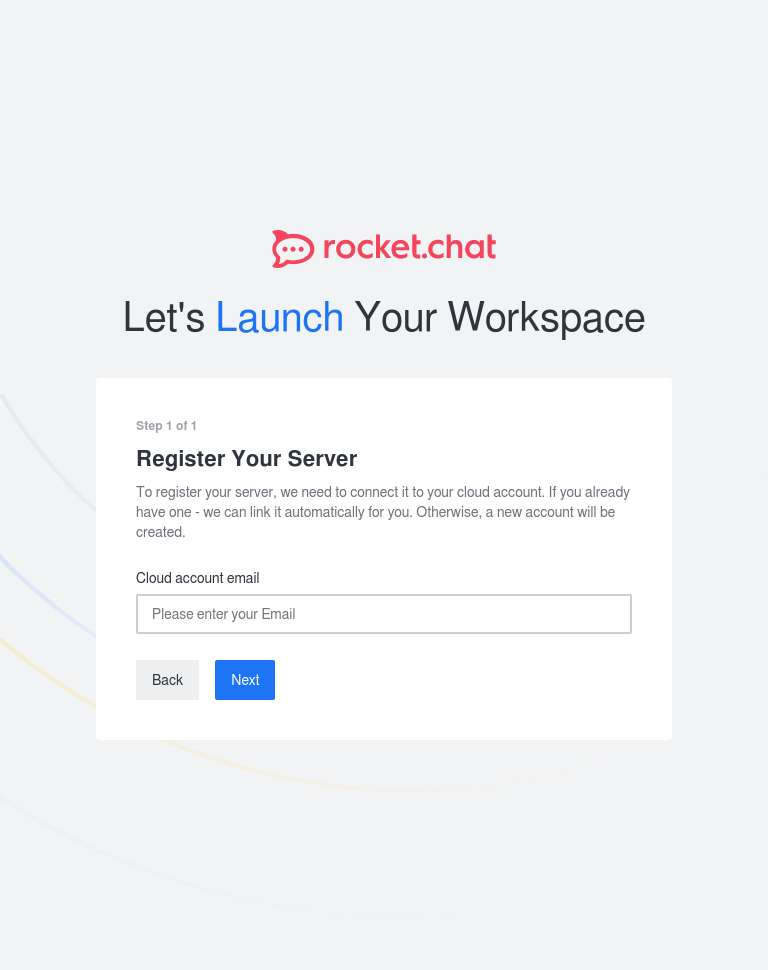 rocket.chat
Let's Launch Your Workspace
Step 1 of 1
Register Your Server
To register your server, we need to connect it to your cloud account. If you already
have one - we can link it automatically for you. Otherwise, a new account will be
created.
Cloud account email
Please enter your Email
Back Next